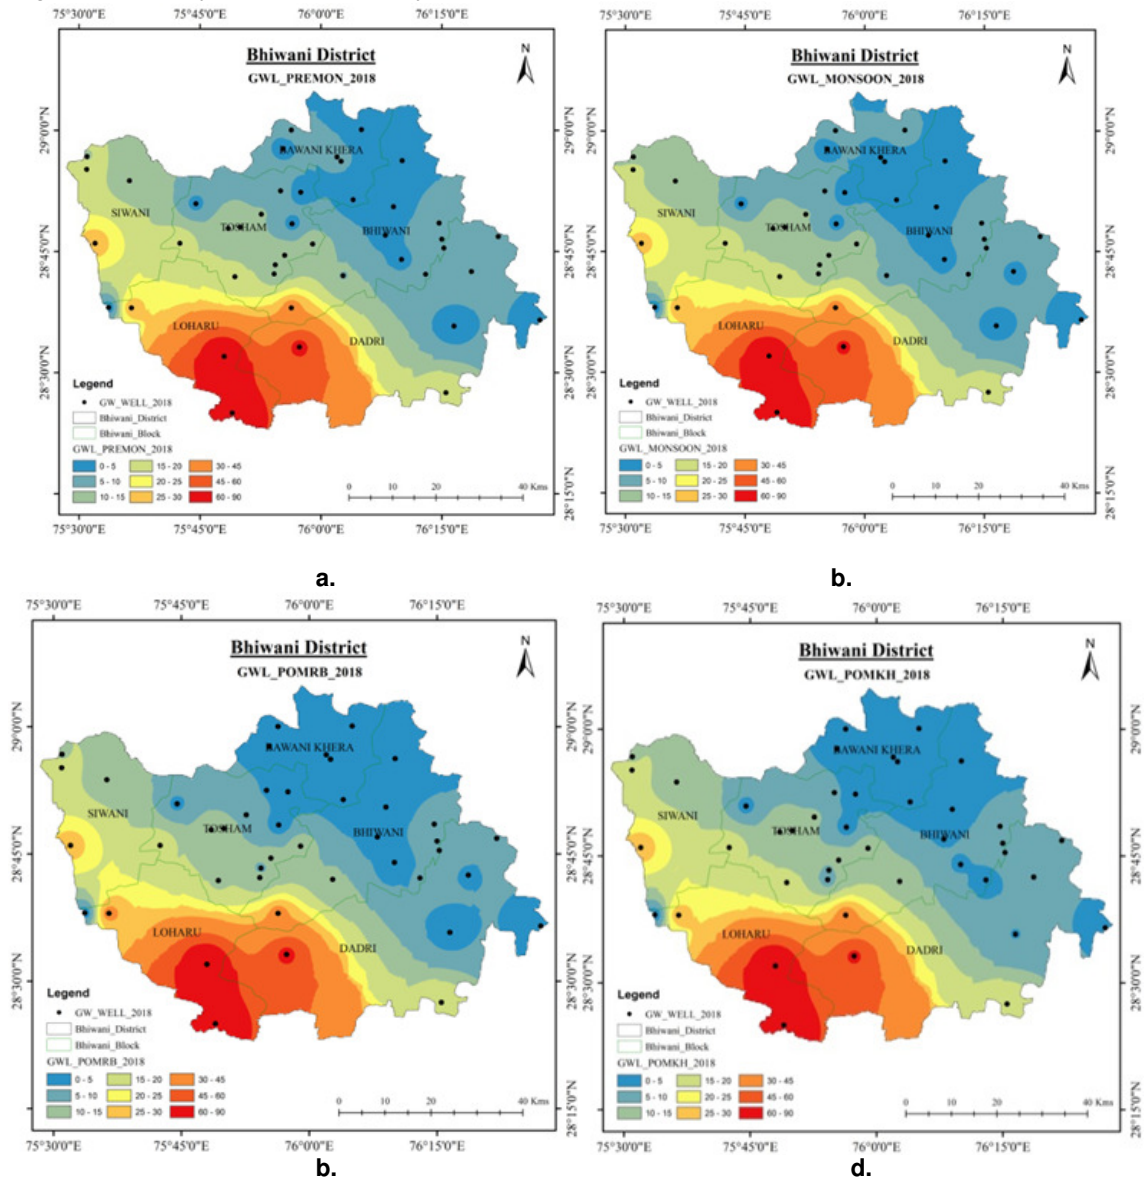 75°30'0"E 75°45'0"E 76°0'0"E 76°15'0"E
Bhiwani District
GWL_PREMON_2018
N
29°0'0"N
28°45'0"N
28°30'0"N
28°15'0"N
BAWANI KHERA
SIWANI
TOSHAM
BHIWANI
LOHARU
DADRI
Legend
GW_WELL_2018
Bhiwani_District
Bhiwani_Block
GWL_PREMON_2018
0 - 5 15 - 20 30 - 45
5 - 10 20 - 25 45 - 60
10 - 15 25 - 30 60 - 90
0 10 20 40 Kms
75°30'0"E 75°45'0"E 76°0'0"E 76°15'0"E
a.
75°30'0"E 75°45'0"E 76°0'0"E 76°15'0"E
Bhiwani District
GWL_MONSOON_2018
N
29°0'0"N
28°45'0"N
28°30'0"N
28°15'0"N
BAWANI KHERA
SIWANI
TOSHAM
BHIWANI
LOHARU
DADRI
Legend
GW_WELL_2018
Bhiwani_District
Bhiwani_Block
GWL_MONSOON_2018
0 - 5 15 - 20 30 - 45
5 - 10 20 - 25 45 - 60
10 - 15 25 - 30 60 - 90
0 10 20 40 Kms
75°30'0"E 75°45'0"E 76°0'0"E 76°15'0"E
b.
75°30'0"E 75°45'0"E 76°0'0"E 76°15'0"E
Bhiwani District
GWL_POMRB_2018
N
29°0'0"N
28°45'0"N
28°30'0"N
28°15'0"N
BAWANI KHERA
SIWANI
TOSHAM
BHIWANI
LOHARU
DADRI
Legend
GW_WELL_2018
Bhiwani_District
Bhiwani_Block
GWL_POMRB_2018
0 - 5 15 - 20 30 - 45
5 - 10 20 - 25 45 - 60
10 - 15 25 - 30 60 - 90
0 10 20 40 Kms
75°30'0"E 75°45'0"E 76°0'0"E 76°15'0"E
b.
75°30'0"E 75°45'0"E 76°0'0"E 76°15'0"E
Bhiwani District
GWL_POMKH_2018
N
29°0'0"N
28°45'0"N
28°30'0"N
28°15'0"N
BAWANI KHERA
SIWANI
TOSHAM
BHIWANI
LOHARU
DADRI
Legend
GW_WELL_2018
Bhiwani_District
Bhiwani_Block
GWL_POMKH_2018
0 - 5 15 - 20 30 - 45
5 - 10 20 - 25 45 - 60
10 - 15 25 - 30 60 - 90
0 10 20 40 Kms
75°30'0"E 75°45'0"E 76°0'0"E 76°15'0"E
d.